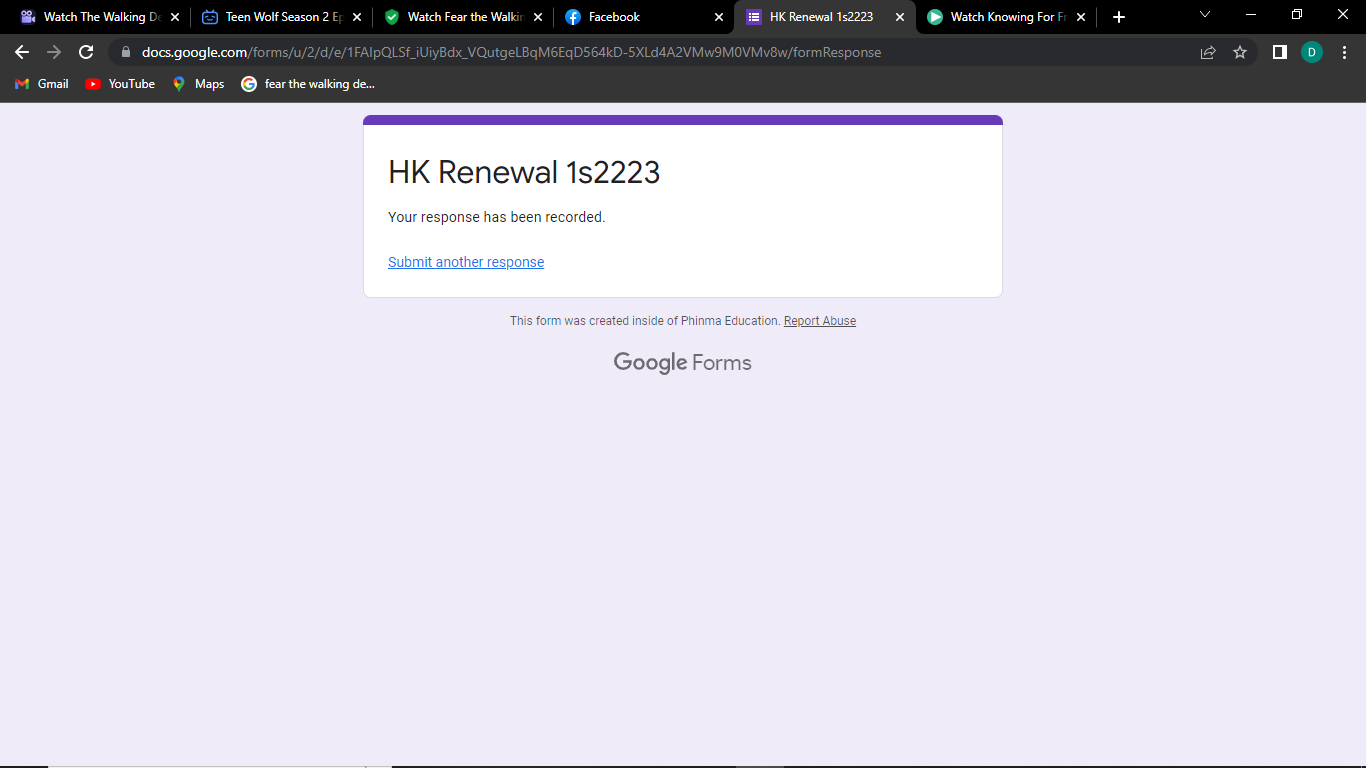 Watch The Walking De
Teen Wolf Season 2 Ep
Watch Fear the Walkin
Facebook
HK Renewal 1s2223
Watch Knowing For Fr
docs.google.com/forms/u/2/d/e/1FAIpQLSf_iUiyBdx_VQutgeLBqM6EqD564kD-5XLd4A2VMw9M0VMv8w/formResponse
D
Gmail
YouTube
Maps
fear the walking de...
HK Renewal 1s2223
Your response has been recorded.
Submit another response
This form was created inside of Phinma Education. Report Abuse
Google Forms